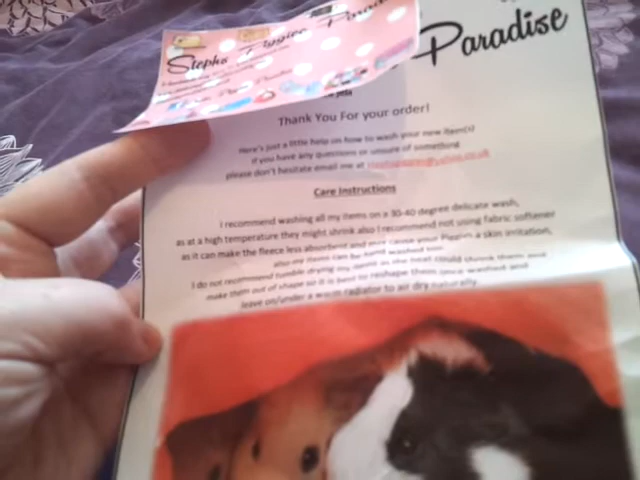 Stephs Piggies Paradise
Paradise
Thank You For your order!
Here's just a little help on how to wash your new item(s)
if you have any questions or unsure of something
please don't hesitate email me at
Care Instructions
I recommend washing all my items on a 30-40 degree delicate wash,
as at a high temperature they might shrink also I recommend not using fabric softener
as it can make the fleece less absorbent and may cause your a skin irritation,
also my items can be hand washed too.
I do not recommend tumble drying my items as the heat could shrink them and
make them out of shape so it is best to reshape them once washed and
leave on/under a warm radiator to air dry naturally.